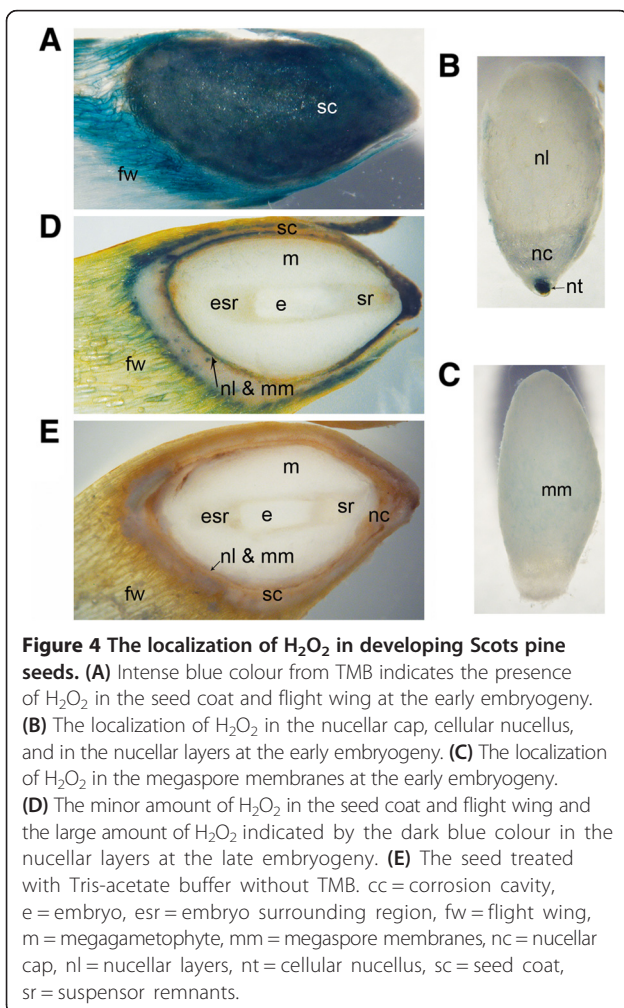 A
sc
fw
B
nl
nc
nt
D
sc
m
esr
e
sr
fw
nl & mm
C
mm
E
m
esr
e
sr
nc
nl & mm
fw
sc
Figure 4 The localization of H₂O₂ in developing Scots pine
seeds. (A) Intense blue colour from TMB indicates the presence
of H₂O₂ in the seed coat and flight wing at the early embryogeny.
(B) The localization of H₂O₂ in the nucellar cap, cellular nucellus,
and in the nucellar layers at the early embryogeny. (C) The localization
of H₂O₂ in the megaspore membranes at the early embryogeny.
(D) The minor amount of H₂O₂ in the seed coat and flight wing and
the large amount of H₂O₂ indicated by the dark blue colour in the
nucellar layers at the late embryogeny. (E) The seed treated
with Tris-acetate buffer without TMB. cc = corrosion cavity,
e = embryo, esr = embryo surrounding region, fw = flight wing,
m = megagametophyte, mm = megaspore membranes, nc = nucellar
cap, nl = nucellar layers, nt = cellular nucellus, sc = seed coat,
sr = suspensor remnants.